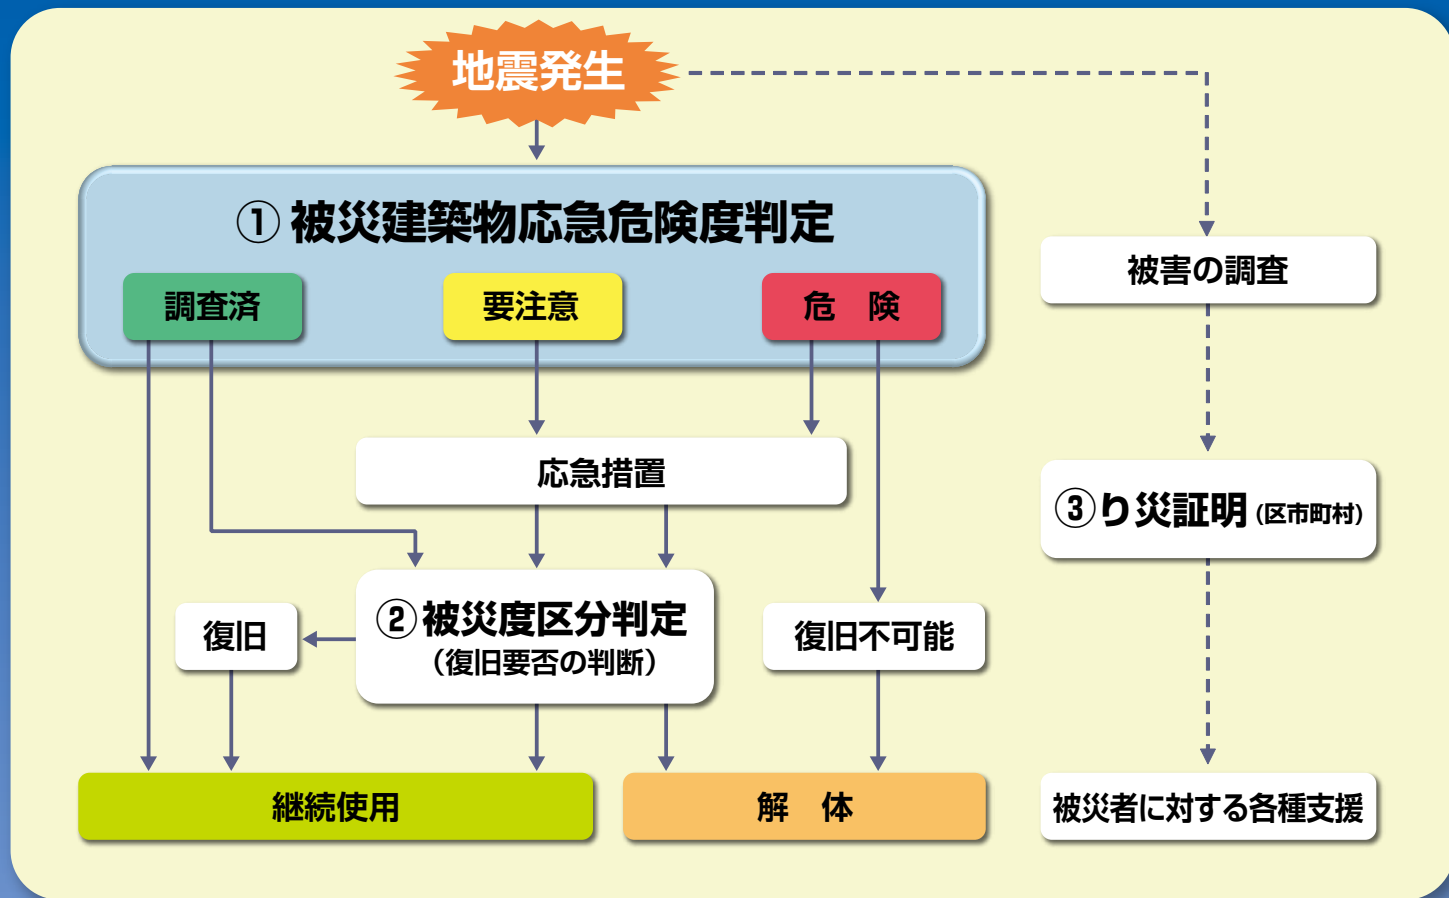 地震発生
①被災建築物応急危険度判定
調査済
要注意
危　険
被害の調査
応急措置
③り災証明(区市町村)
②被災度区分判定
（復旧要否の判断）
復旧
復旧不可能
継続使用
解　体
被災者に対する各種支援